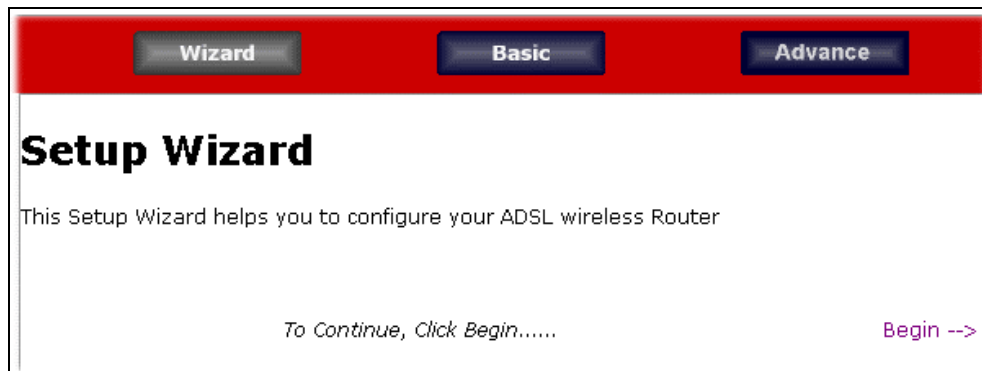 Wizard Basic Advance
Setup Wizard
This Setup Wizard helps you to configure your ADSL wireless Router
To Continue, Click Begin...... Begin -->